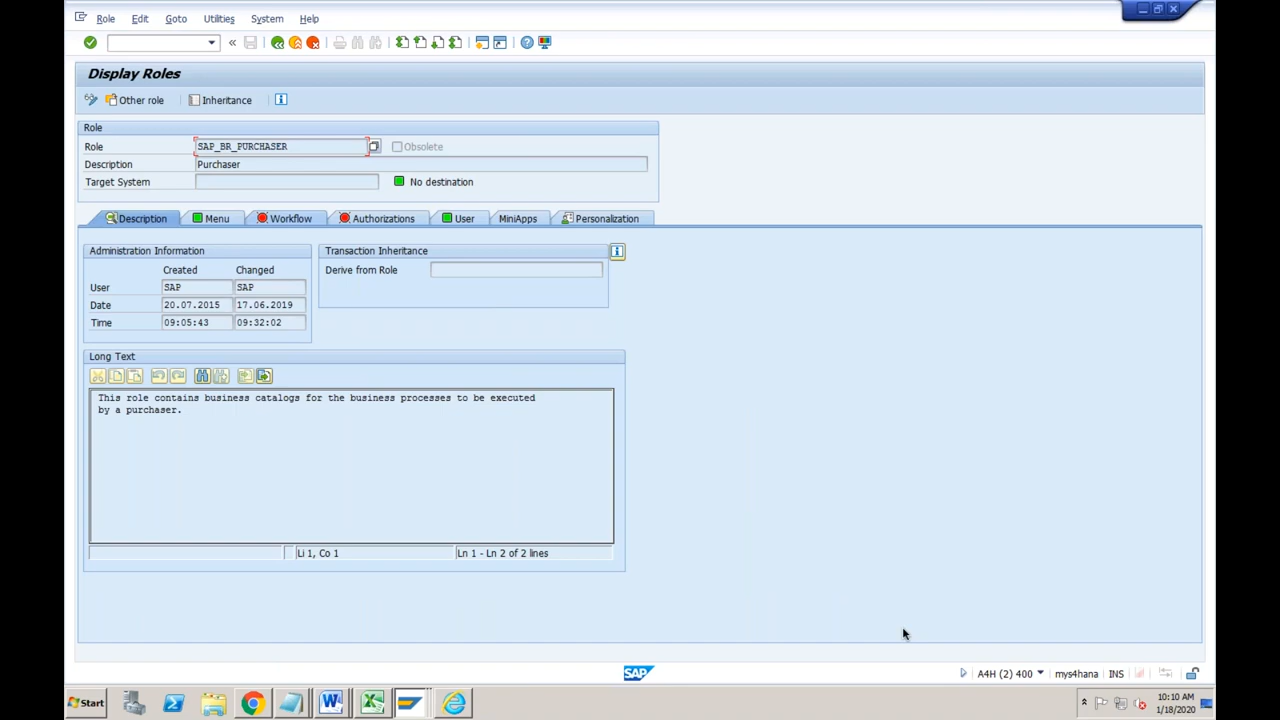 Role Edit Goto Utilities System Help
Display Roles
Other role Inheritance
Role
Role SAP_BR_PURCHASER Obsolete
Description Purchaser
Target System No destination
Description Menu Workflow Authorizations User MiniApps Personalization
Administration Information
Created Changed
User SAP SAP
Date 20.07.2015 17.06.2019
Time 09:05:43 09:32:02
Transaction Inheritance
Derive from Role
Long Text
This role contains business catalogs for the business processes to be executed
by a purchaser.
Li 1, Co 1 Ln 1 - Ln 2 of 2 lines
SAP A4H (2) 400 mys4hana INS
Start 10:10 AM
1/18/2020